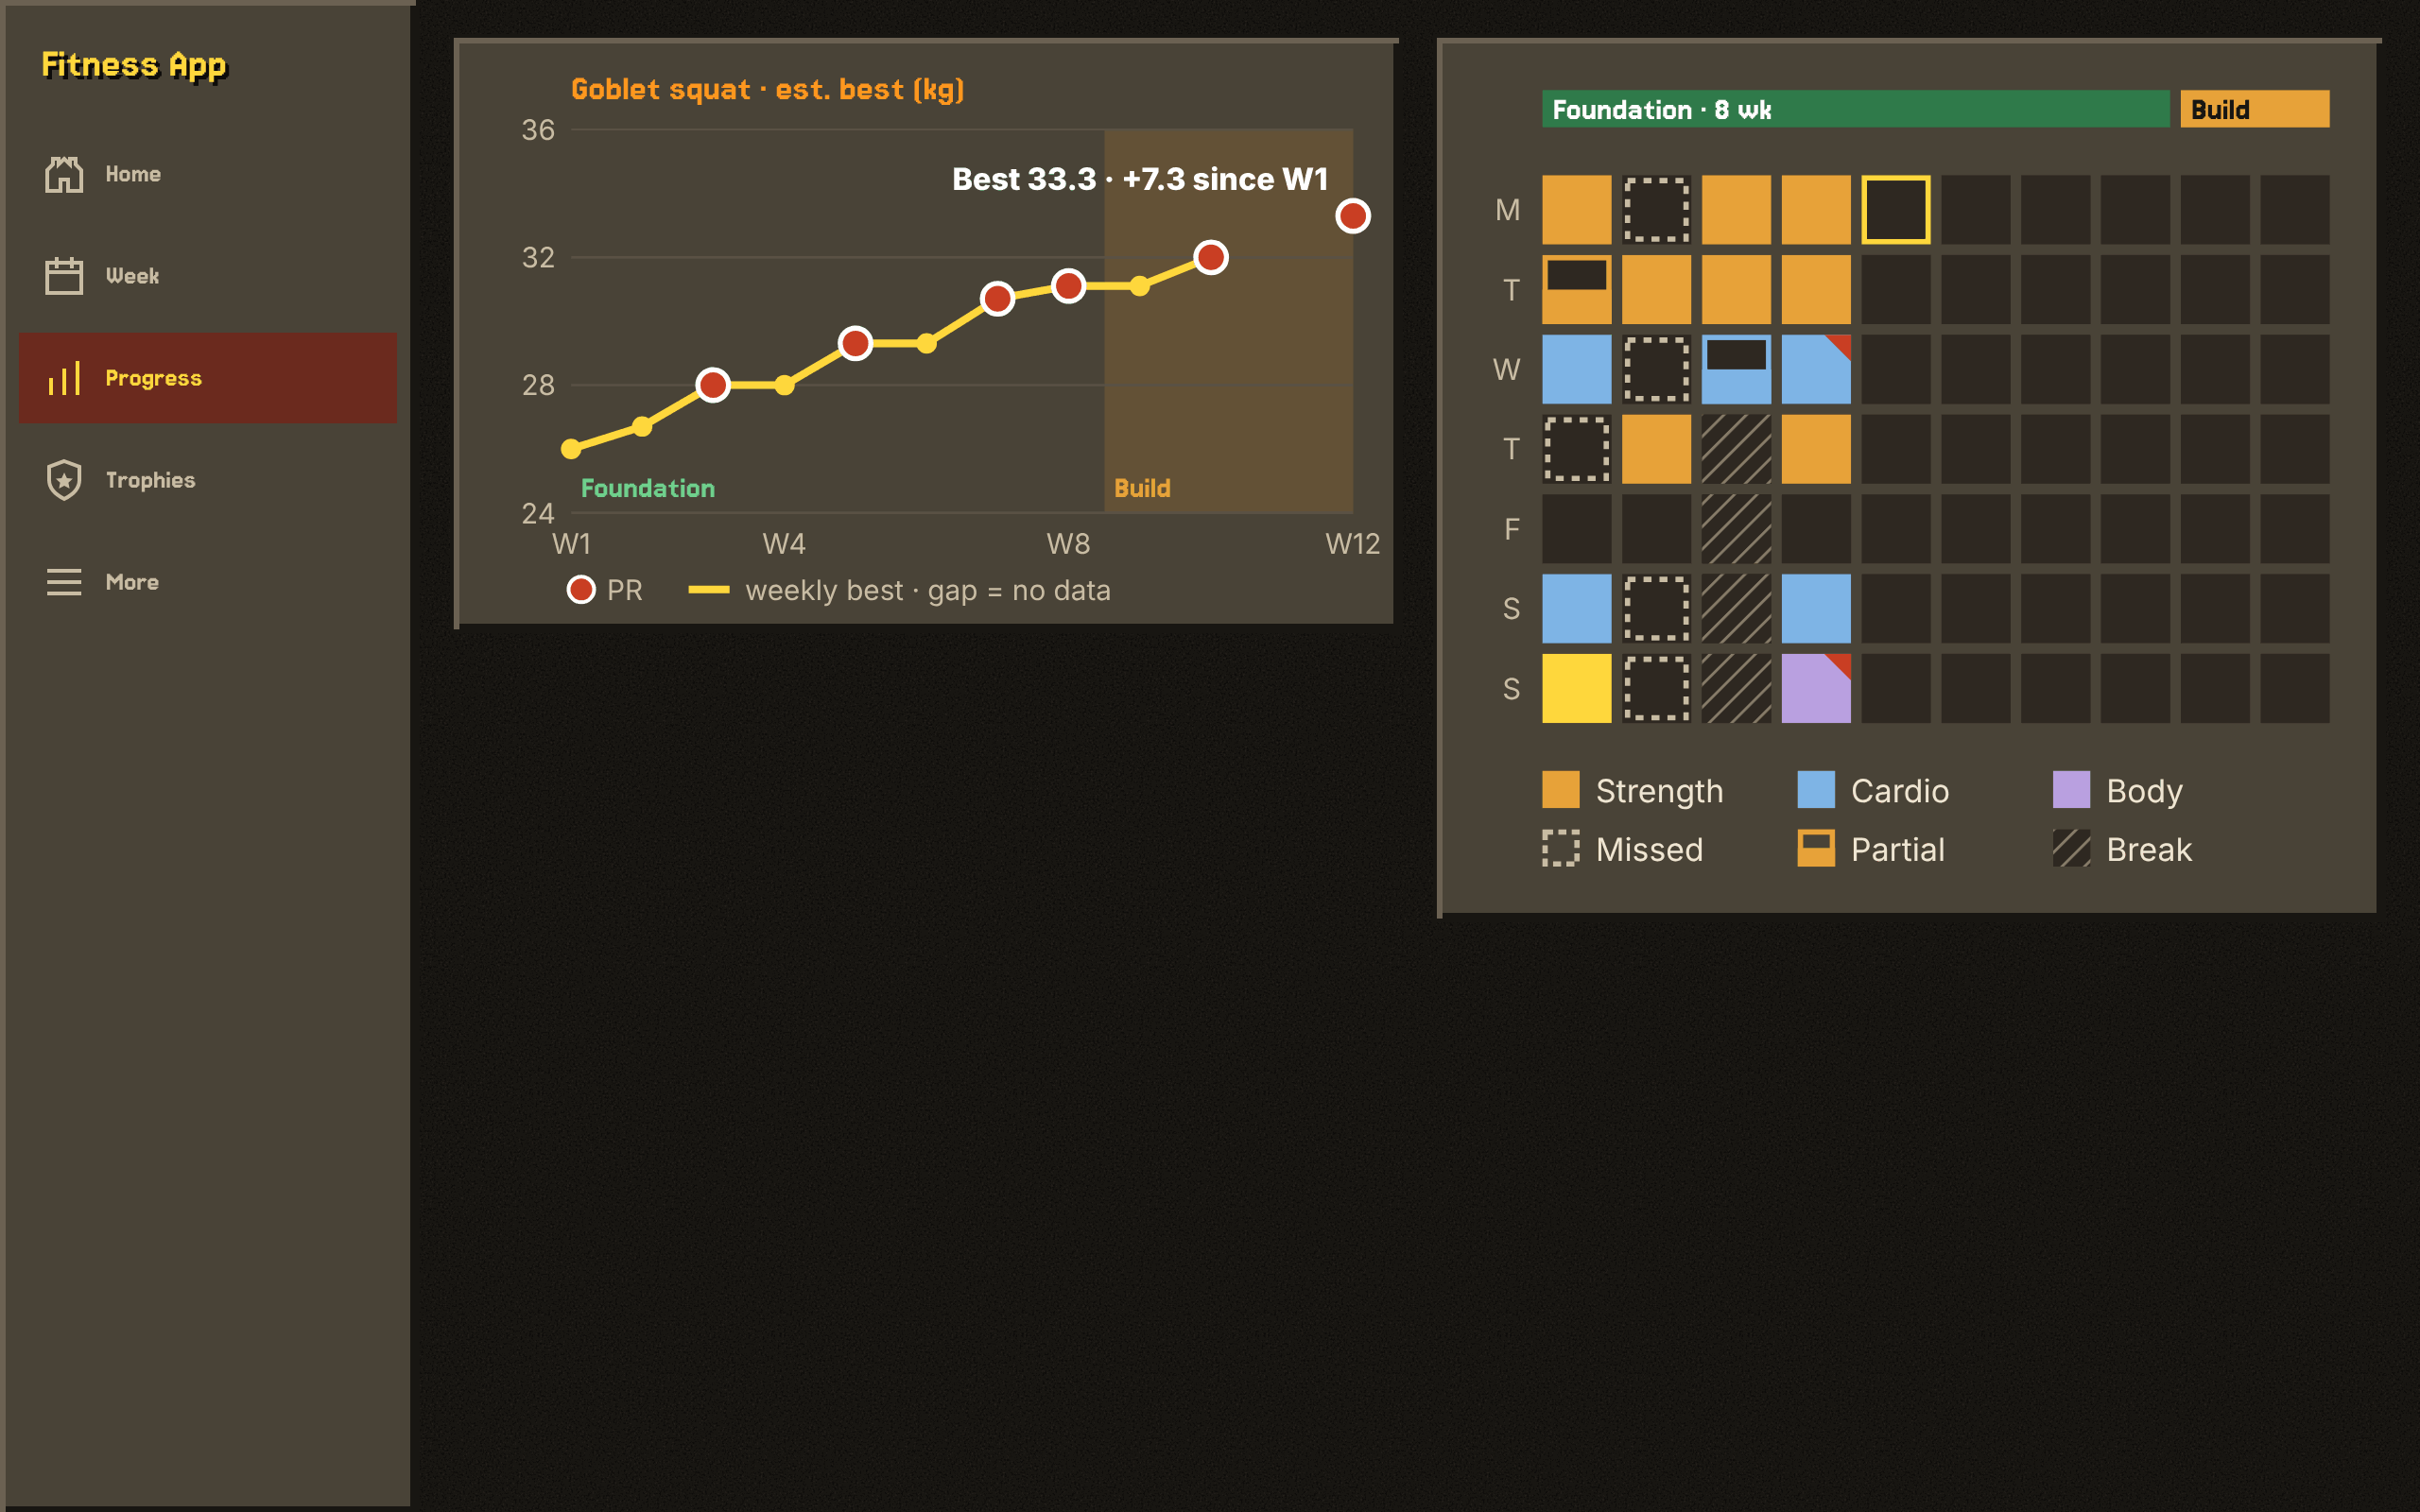 Fitness App
Home
Week
Progress
Trophies
More
Goblet squat · est. best (kg)
36
Best 33.3 · +7.3 since W1
32
28
Foundation
Build
24
W1 W4 W8 W12
PR weekly best · gap = no data
Foundation · 8 wk Build
M
T
W
T
F
S
S
Strength Cardio Body
Missed Partial Break